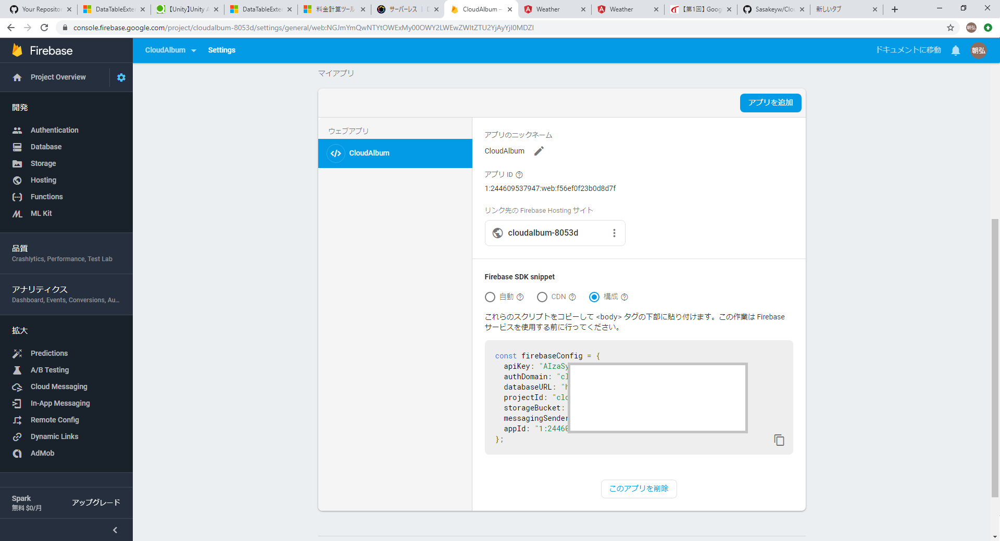 Your Repositor
DataTableExte
【Unity】Unity A
DataTableExte
料金計算ツール
サーバーレス | D
CloudAlbum –
Weather
Weather
【第1回】Goog
Sasakeyw/Clo
新しいタブ
console.firebase.google.com/project/cloudalbum-8053d/settings/general/web:NGJmYmQwNTYtOWExMy00OWY2LWEwZWItZTU2YjAyYjI0MDZl
朝弘
Firebase
CloudAlbum
Settings
ドキュメントに移動
朝弘
Project Overview
開発
Authentication
Database
Storage
Hosting
Functions
ML Kit
品質
Crashlytics, Performance, Test Lab
アナリティクス
Dashboard, Events, Conversions, Au...
拡大
Predictions
A/B Testing
Cloud Messaging
In-App Messaging
Remote Config
Dynamic Links
AdMob
Spark
無料 $0/月
アップグレード
マイアプリ
アプリを追加
ウェブアプリ
CloudAlbum
アプリのニックネーム
CloudAlbum
アプリ ID
1:244609537947:web:f56ef0f23b0d8d7f
リンク先の Firebase Hosting サイト
cloudalbum-8053d
Firebase SDK snippet
自動
CDN
構成
これらのスクリプトをコピーして <body> タグの下部に貼り付けます。この作業は Firebase
サービスを使用する前に行ってください。
const firebaseConfig = {
apiKey: "AIzaSy
authDomain: "cl
databaseURL: "h
projectId: "clo
storageBucket:
messagingSender
appId: "1:24460
};
このアプリを削除